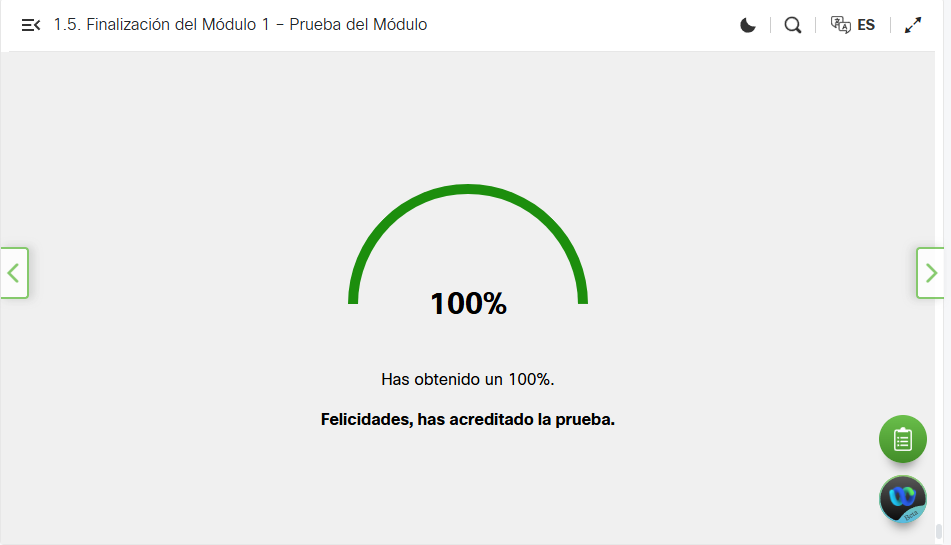 1.5. Finalización del Módulo 1 – Prueba del Módulo
ES
100%
Has obtenido un 100%.
Felicidades, has acreditado la prueba.
Beta